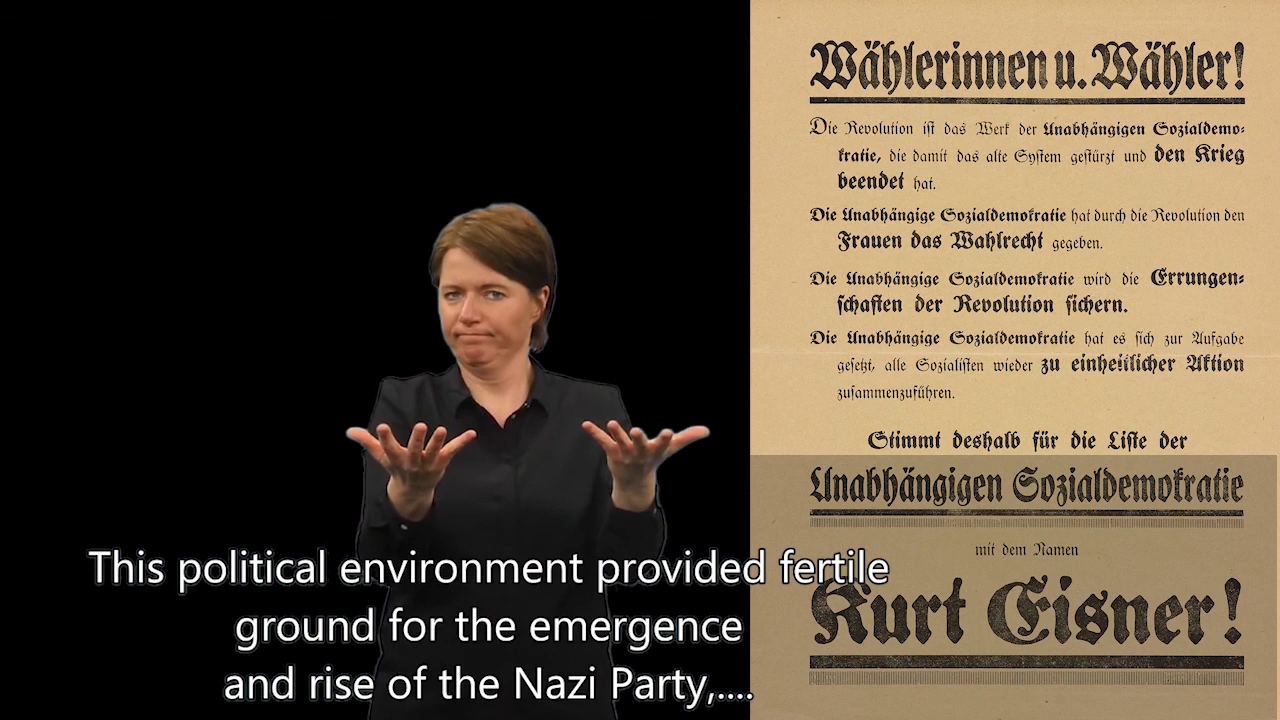 Wählerinnen u. Wähler!
Die Revolution ist das Werk der Unabhängigen Sozialdemo-
kratie, die damit das alte System gestürzt und den Krieg
beendet hat.
Die Unabhängige Sozialdemokratie hat durch die Revolution den
Frauen das Wahlrecht gegeben.
Die Unabhängige Sozialdemokratie wird die Errungen-
schaften der Revolution sichern.
Die Unabhängige Sozialdemokratie hat es sich zur Aufgabe
gesetzt, alle Sozialisten wieder zu einheitlicher Aktion
zusammenzuführen.
Stimmt deshalb für die Liste der
Unabhängigen Sozialdemokratie
mit dem Namen
Kurt Eisner!
This political environment provided fertile
ground for the emergence
and rise of the Nazi Party,....